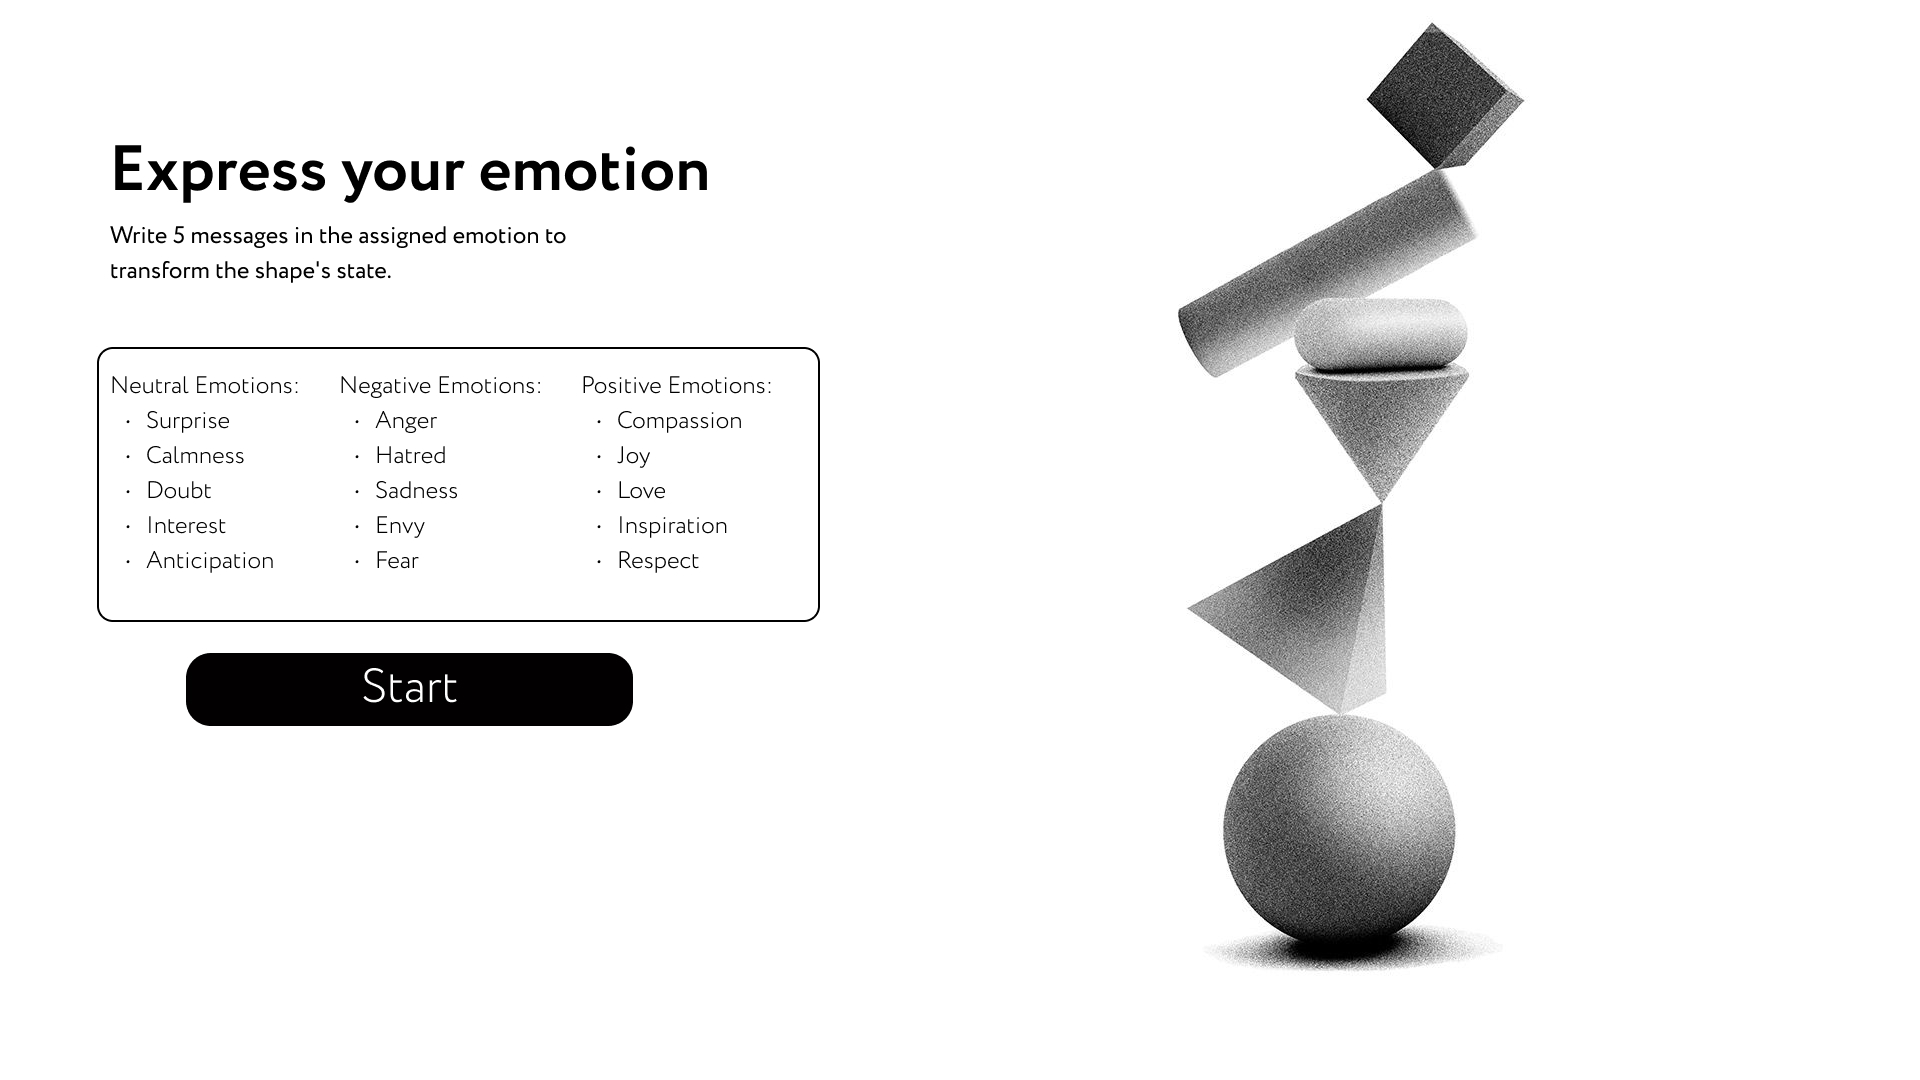 Express your emotion
Write 5 messages in the assigned emotion to
transform the shape's state.
Neutral Emotions:
· Surprise
· Calmness
· Doubt
· Interest
· Anticipation
Negative Emotions:
· Anger
· Hatred
· Sadness
· Envy
· Fear
Positive Emotions:
· Compassion
· Joy
· Love
· Inspiration
· Respect
Start